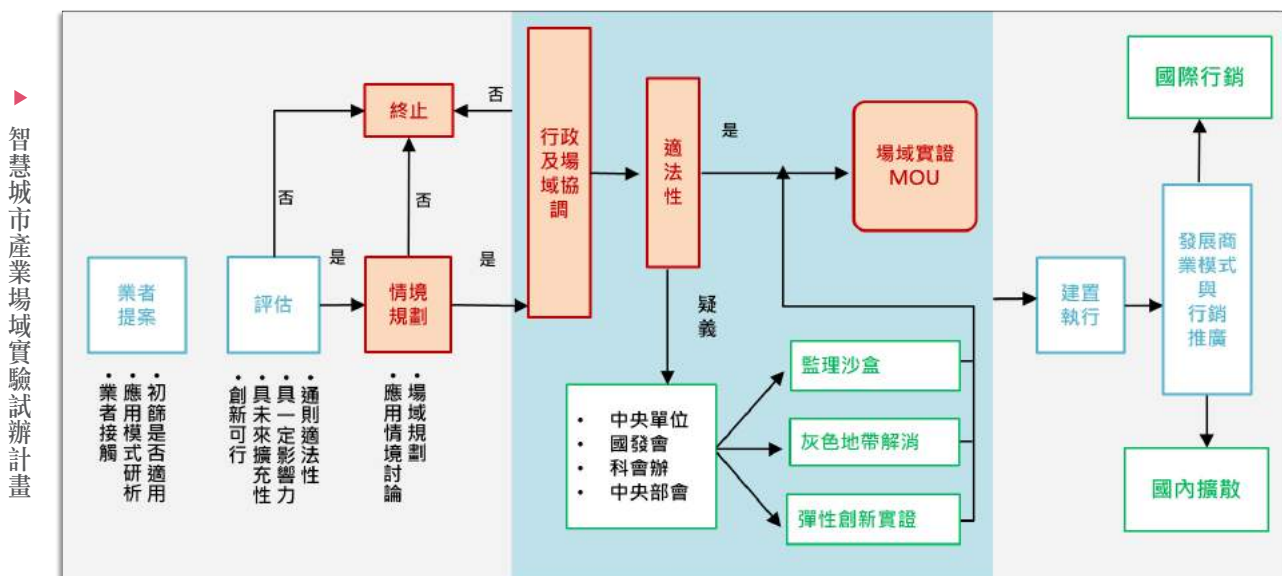 智慧城市產業場域實驗試辦計畫
業者
提案
業者接觸
應用模式研析
初篩是否適用
否
是
評估
創新可行
具未來擴充性
具一定影響力
通則適法性
終止
否
否
情境
規劃
是
應用情境討論
場域規劃
行政
及場
域協
調
適
法
性
是
疑
義
場域實證
MOU
中央單位
國發會
科會辦
中央部會
監理沙盒
灰色地帶解消
彈性創新實證
建置
執行
國際行銷
發展商
業模式
與
行銷
推廣
國內擴散